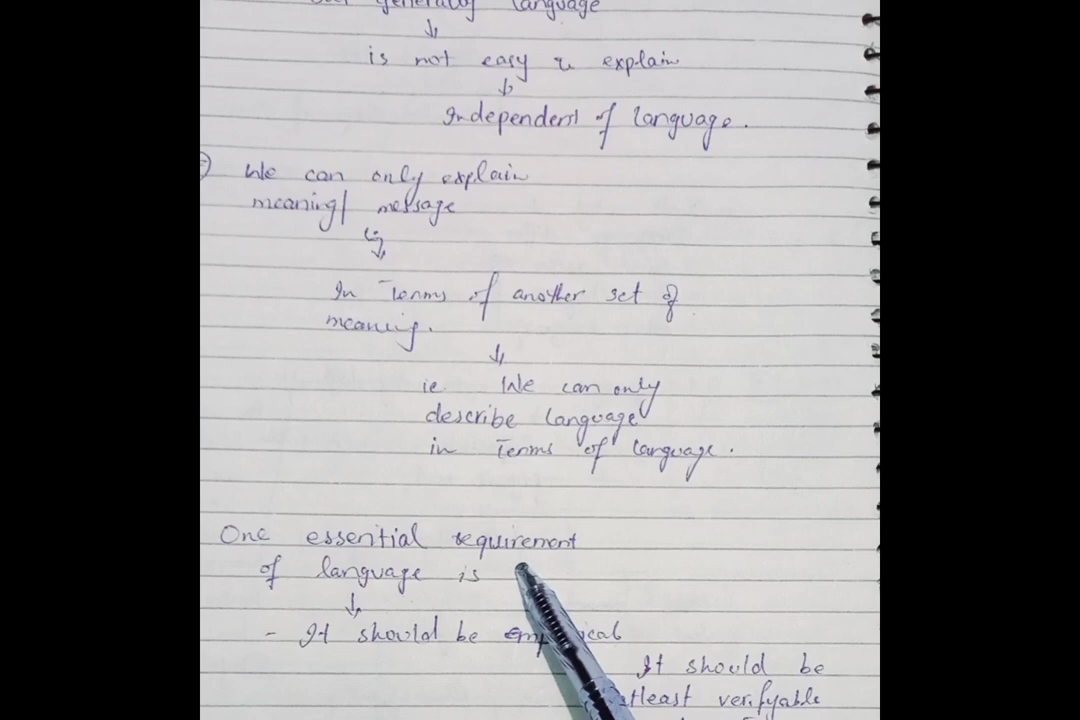 language
is not easy to explain
Independent of language.
We can only explain
meaning/ message
In Terms of another set of
meaning.
ie. We can only
describe language
in Terms of language.
One essential requirement
of language is
- It should be
It should be
verifyable